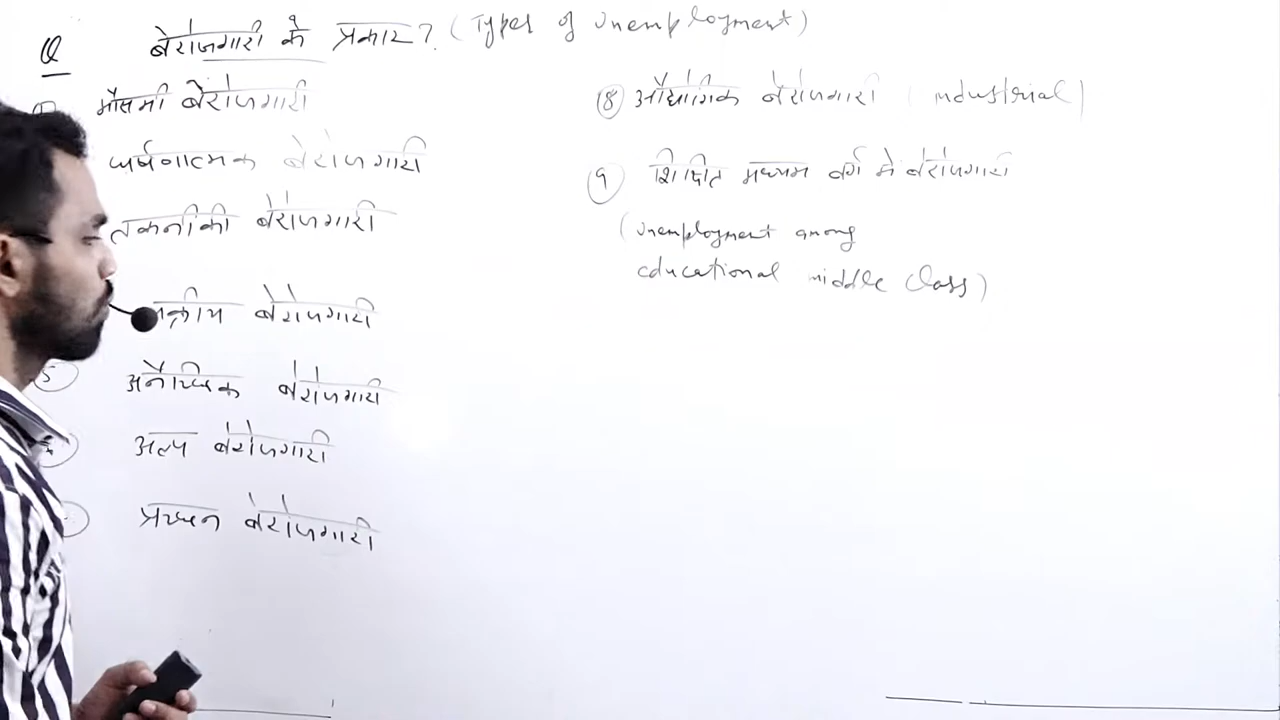 Q बेरोजगारी के प्रकार? (Types of Unemployment)
मौसमी बेरोजगारी
घर्षणात्मक बेरोजगारी
तकनीकी बेरोजगारी
बेरोजगारी
5 अनैच्छिक बेरोजगारी
अल्प बेरोजगारी
प्रच्छन बेरोजगारी
8 औद्योगिक बेरोजगारी (industrial)
9 शिक्षित मध्यम वर्ग मे बेरोजगारी
(Unemployment among
educational middle class)